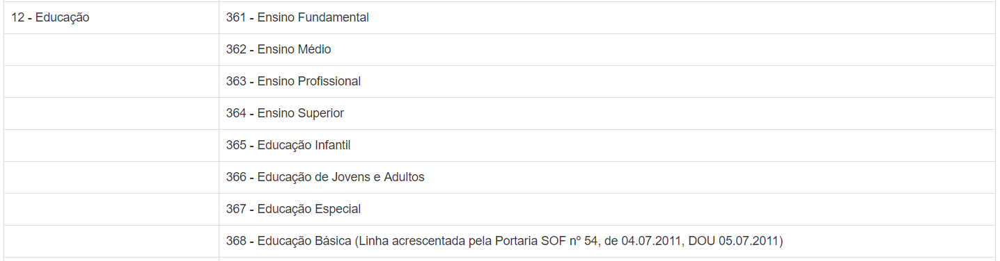 12 - Educação
361 - Ensino Fundamental
362 - Ensino Médio
363 - Ensino Profissional
364 - Ensino Superior
365 - Educação Infantil
366 - Educação de Jovens e Adultos
367 - Educação Especial
368 - Educação Básica (Linha acrescentada pela Portaria SOF nº 54, de 04.07.2011, DOU 05.07.2011)